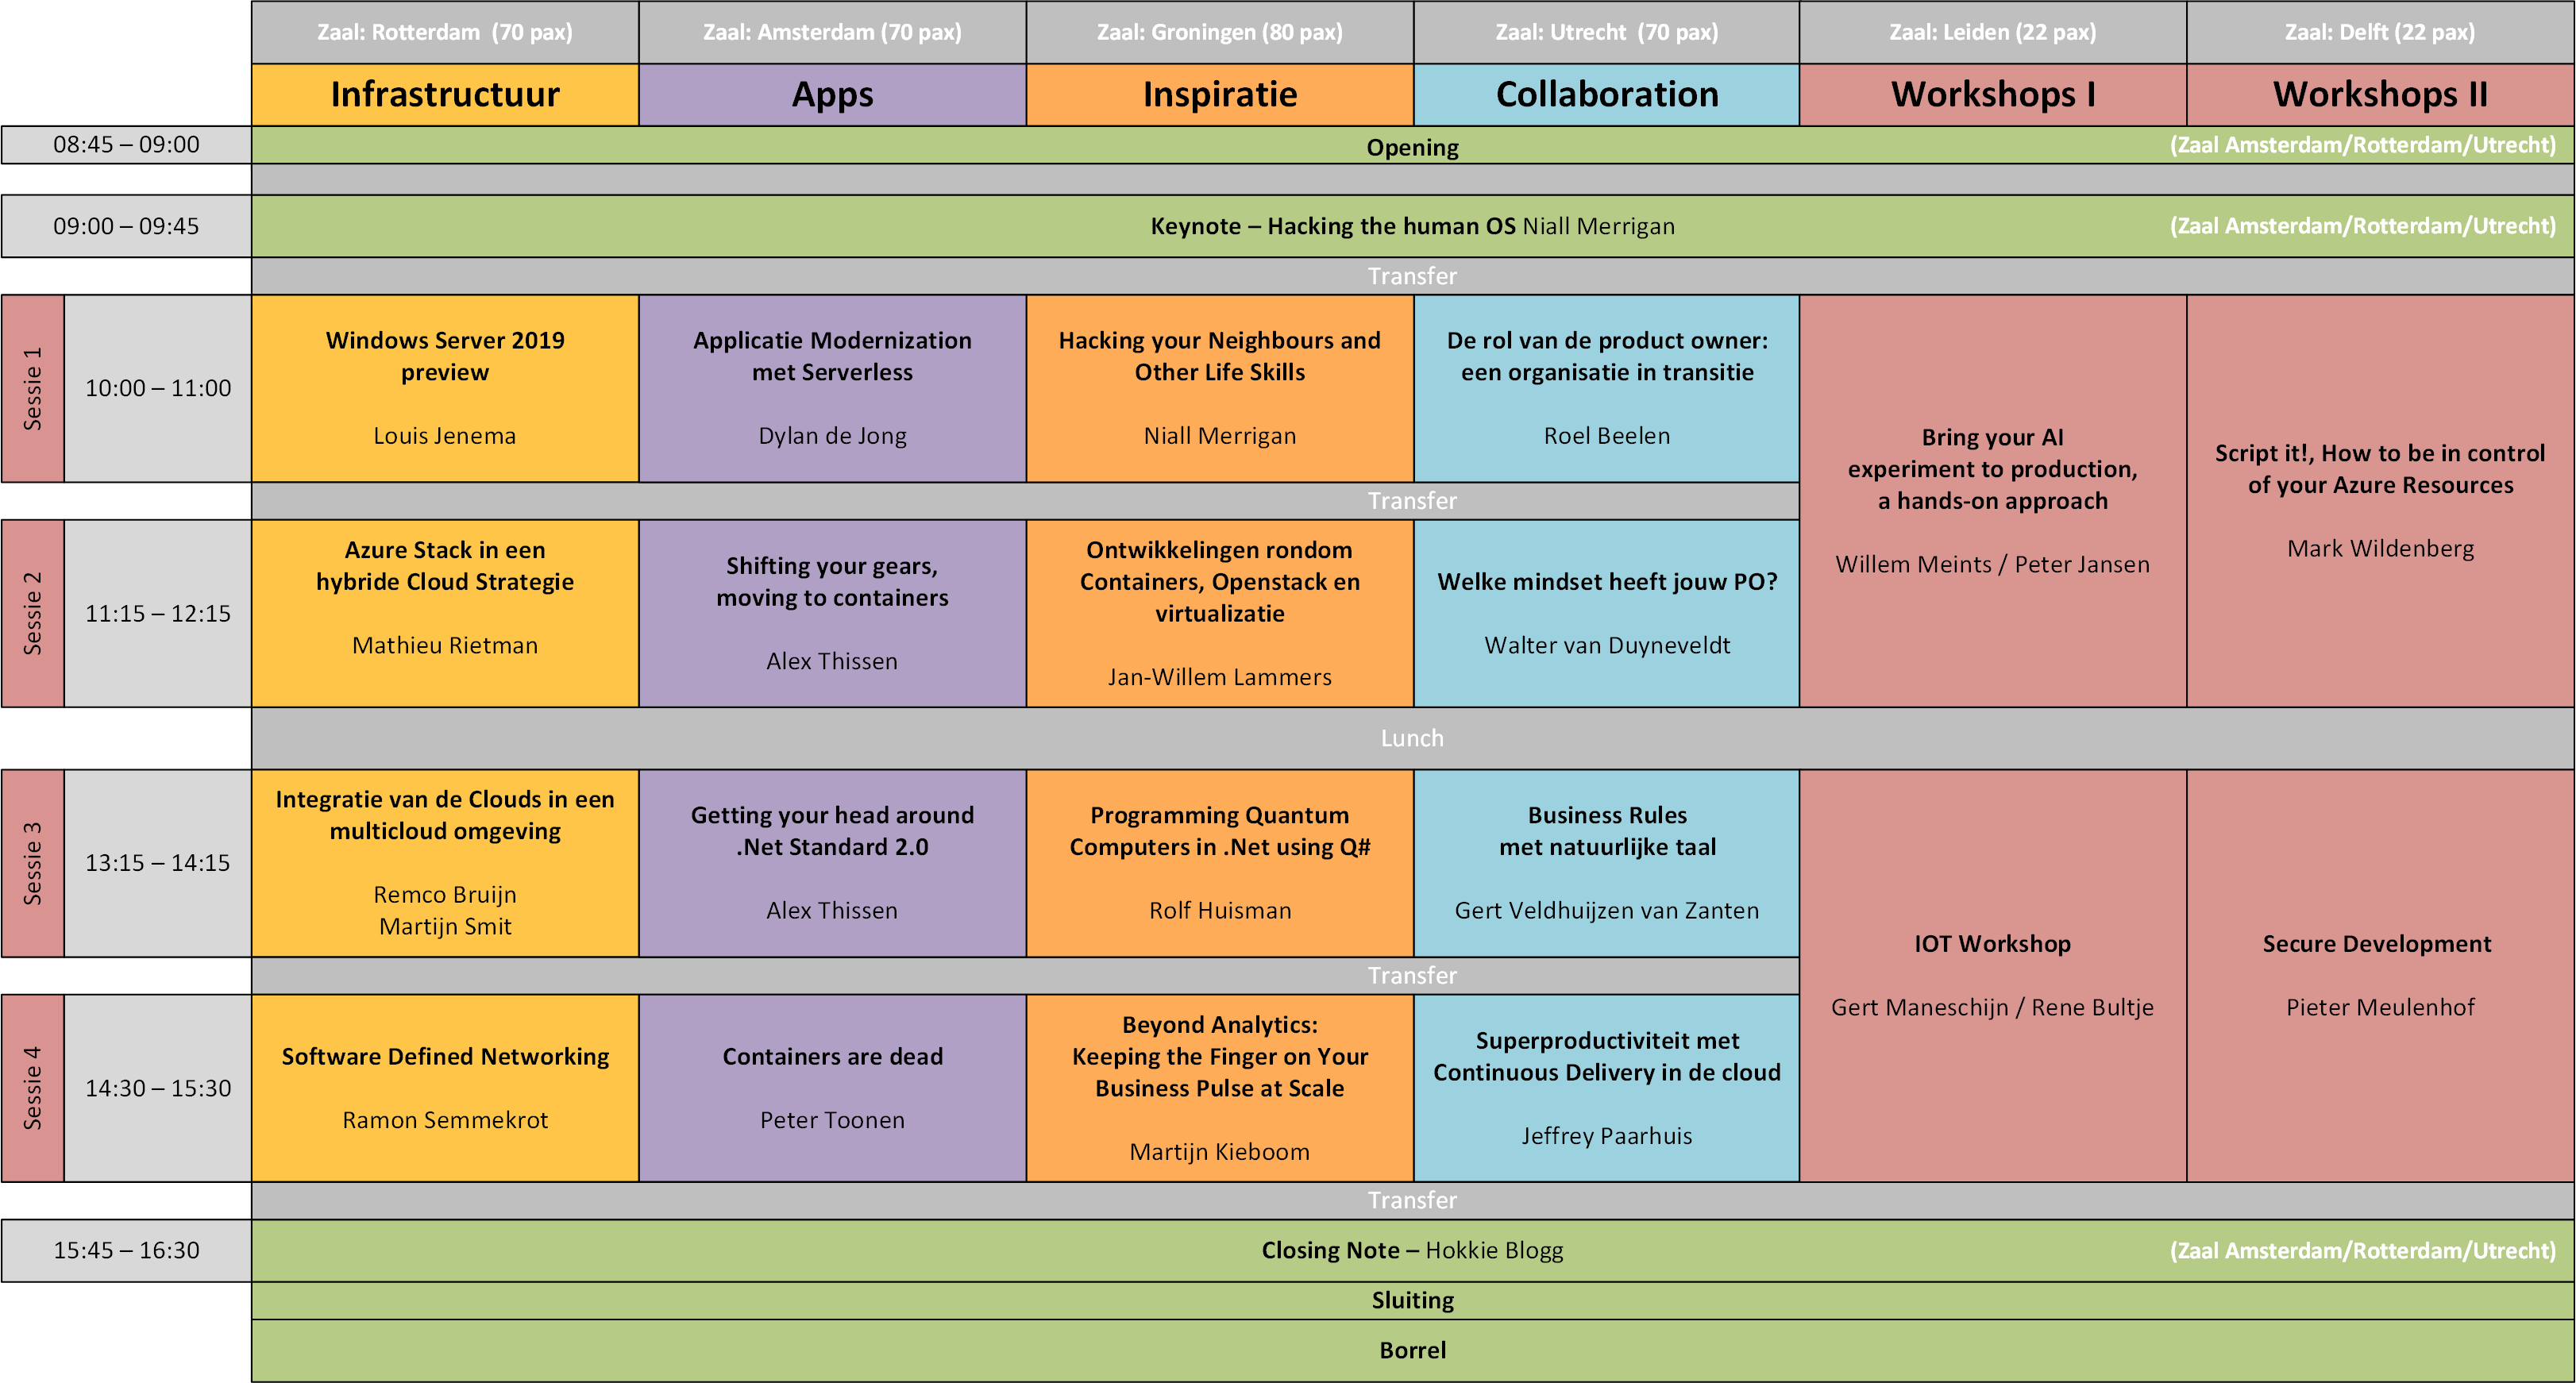 Zaal: Rotterdam  (70 pax)
Zaal: Amsterdam (70 pax)
Zaal: Groningen (80 pax)
Zaal: Utrecht  (70 pax)
Zaal: Leiden (22 pax)
Zaal: Delft (22 pax)
Infrastructuur
Apps
Inspiratie
Collaboration
Workshops I
Workshops II
08:45 – 09:00
Opening
(Zaal Amsterdam/Rotterdam/Utrecht)
09:00 – 09:45
Keynote – Hacking the human OS Niall Merrigan
(Zaal Amsterdam/Rotterdam/Utrecht)
Transfer
Sessie 1
10:00 – 11:00
Windows Server 2019
preview
Louis Jenema
Applicatie Modernization
met Serverless
Dylan de Jong
Hacking your Neighbours and
Other Life Skills
Niall Merrigan
De rol van de product owner:
een organisatie in transitie
Roel Beelen
Bring your AI
experiment to production,
a hands-on approach
Willem Meints / Peter Jansen
Script it!, How to be in control
of your Azure Resources
Mark Wildenberg
Transfer
Sessie 2
11:15 – 12:15
Azure Stack in een
hybride Cloud Strategie
Mathieu Rietman
Shifting your gears,
moving to containers
Alex Thissen
Ontwikkelingen rondom
Containers, Openstack en
virtualizatie
Jan-Willem Lammers
Welke mindset heeft jouw PO?
Walter van Duyneveldt
Lunch
Sessie 3
13:15 – 14:15
Integratie van de Clouds in een
multicloud omgeving
Remco Bruijn
Martijn Smit
Getting your head around
.Net Standard 2.0
Alex Thissen
Programming Quantum
Computers in .Net using Q#
Rolf Huisman
Business Rules
met natuurlijke taal
Gert Veldhuijzen van Zanten
IOT Workshop
Gert Maneschijn / Rene Bultje
Secure Development
Pieter Meulenhof
Transfer
Sessie 4
14:30 – 15:30
Software Defined Networking
Ramon Semmekrot
Containers are dead
Peter Toonen
Beyond Analytics:
Keeping the Finger on Your
Business Pulse at Scale
Martijn Kieboom
Superproductiviteit met
Continuous Delivery in de cloud
Jeffrey Paarhuis
Transfer
15:45 – 16:30
Closing Note – Hokkie Blogg
(Zaal Amsterdam/Rotterdam/Utrecht)
Sluiting
Borrel